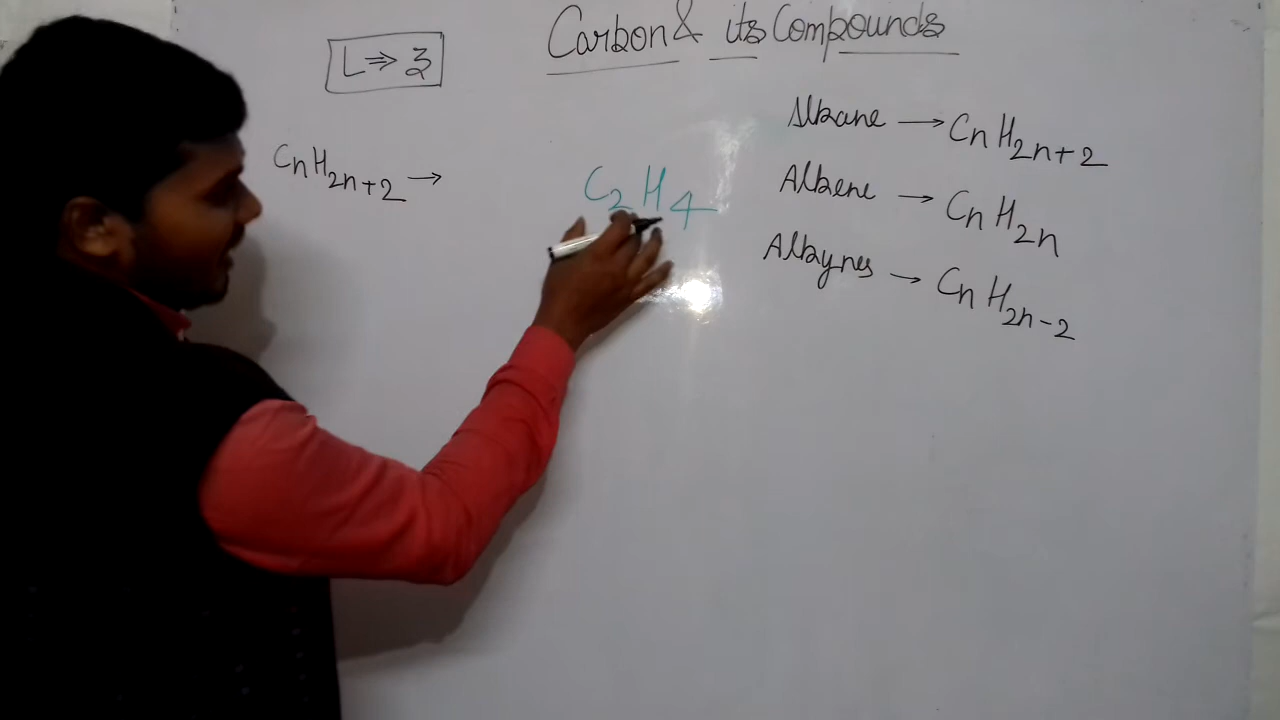 Carbon & its Compounds
L ⇒ 3
Alkane → CnH2n+2
CnH2n+2 →
C2H4
Alkene → CnH2n
Alkynes → CnH2n-2